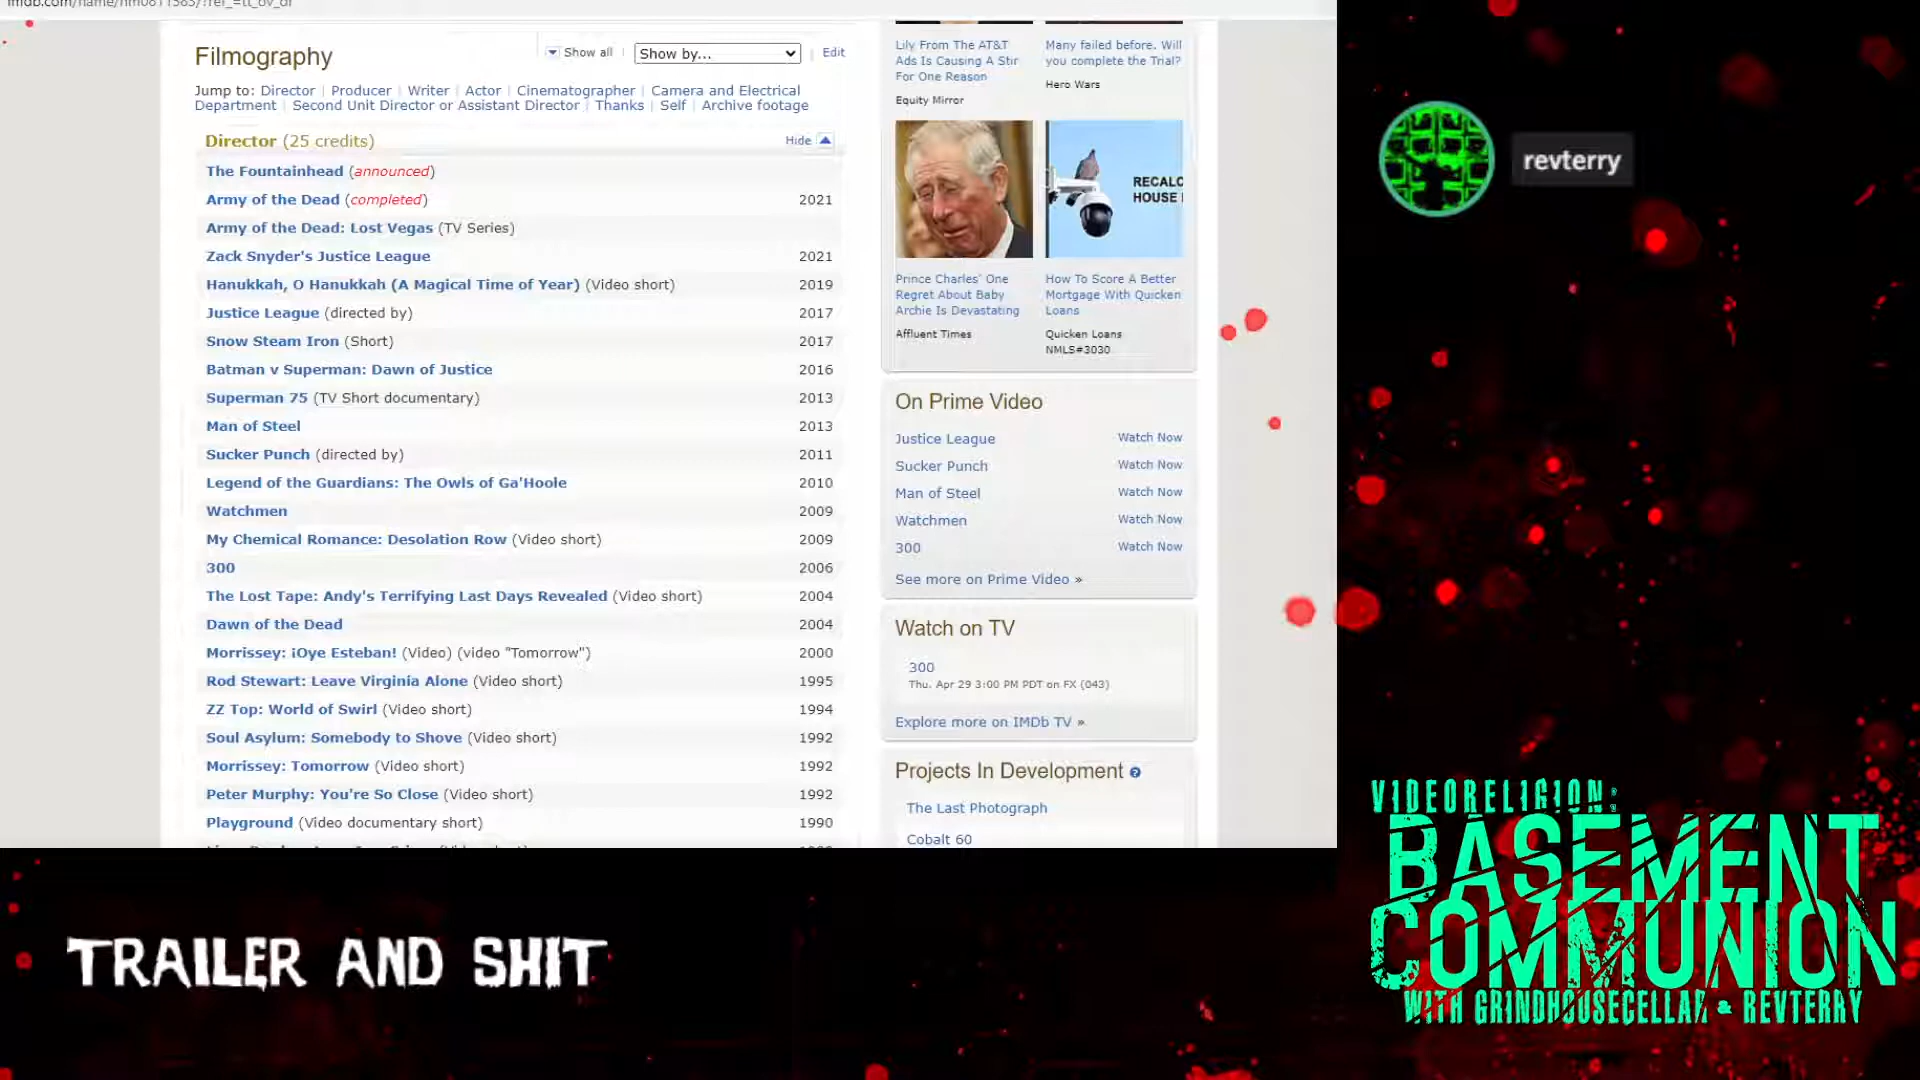 imdb.com/name/nm0811583/?ref_=tt_ov_dr
Filmography
Show all | Show by... | Edit
Jump to: Director | Producer | Writer | Actor | Cinematographer | Camera and Electrical
Department | Second Unit Director or Assistant Director | Thanks | Self | Archive footage
Director (25 credits) Hide
The Fountainhead (announced)
Army of the Dead (completed) 2021
Army of the Dead: Lost Vegas (TV Series)
Zack Snyder's Justice League 2021
Hanukkah, O Hanukkah (A Magical Time of Year) (Video short) 2019
Justice League (directed by) 2017
Snow Steam Iron (Short) 2017
Batman v Superman: Dawn of Justice 2016
Superman 75 (TV Short documentary) 2013
Man of Steel 2013
Sucker Punch (directed by) 2011
Legend of the Guardians: The Owls of Ga'Hoole 2010
Watchmen 2009
My Chemical Romance: Desolation Row (Video short) 2009
300 2006
The Lost Tape: Andy's Terrifying Last Days Revealed (Video short) 2004
Dawn of the Dead 2004
Morrissey: ¡Oye Esteban! (Video) (video "Tomorrow") 2000
Rod Stewart: Leave Virginia Alone (Video short) 1995
ZZ Top: World of Swirl (Video short) 1994
Soul Asylum: Somebody to Shove (Video short) 1992
Morrissey: Tomorrow (Video short) 1992
Peter Murphy: You're So Close (Video short) 1992
Playground (Video documentary short) 1990
Lily From The AT&T
Ads Is Causing A Stir
For One Reason
Equity Mirror
Many failed before. Will
you complete the Trial?
Hero Wars
RECALC
HOUSE
Prince Charles' One
Regret About Baby
Archie Is Devastating
Affluent Times
How To Score A Better
Mortgage With Quicken
Loans
Quicken Loans
NMLS#3030
On Prime Video
Justice League Watch Now
Sucker Punch Watch Now
Man of Steel Watch Now
Watchmen Watch Now
300 Watch Now
See more on Prime Video »
Watch on TV
300
Thu. Apr 29 3:00 PM PDT on FX (043)
Explore more on IMDb TV »
Projects In Development ?
The Last Photograph
Cobalt 60
revterry
TRAILER AND SHIT
VIDEORELIGION:
BASEMENT
COMMUNION
WITH GRINDHOUSECELLAR & REVTERRY